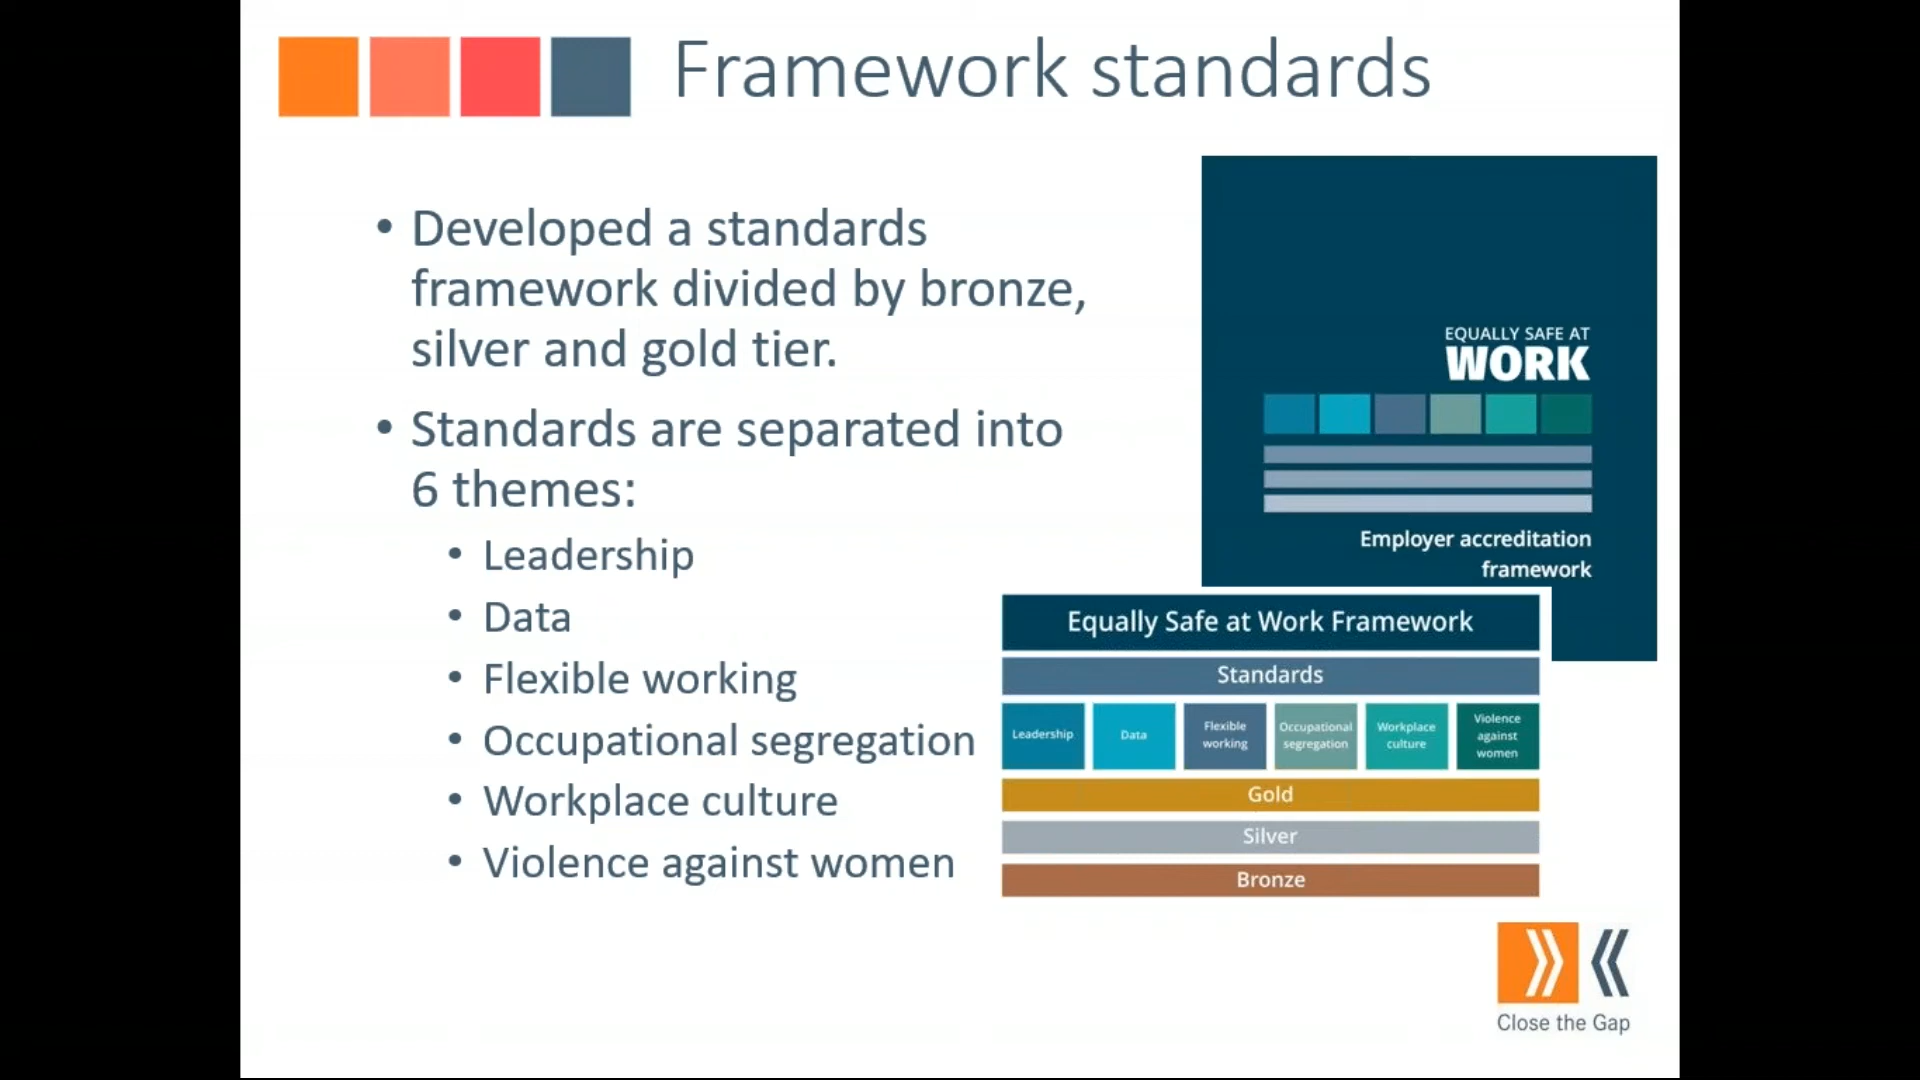 Framework standards
• Developed a standards
framework divided by bronze,
silver and gold tier.
• Standards are separated into
6 themes:
• Leadership
• Data
• Flexible working
• Occupational segregation
• Workplace culture
• Violence against women
EQUALLY SAFE AT
WORK
Employer accreditation
framework
Equally Safe at Work Framework
Standards
Leadership
Data
Flexible
working
Occupational
segregation
Workplace
culture
Violence
against
women
Gold
Silver
Bronze
Close the Gap